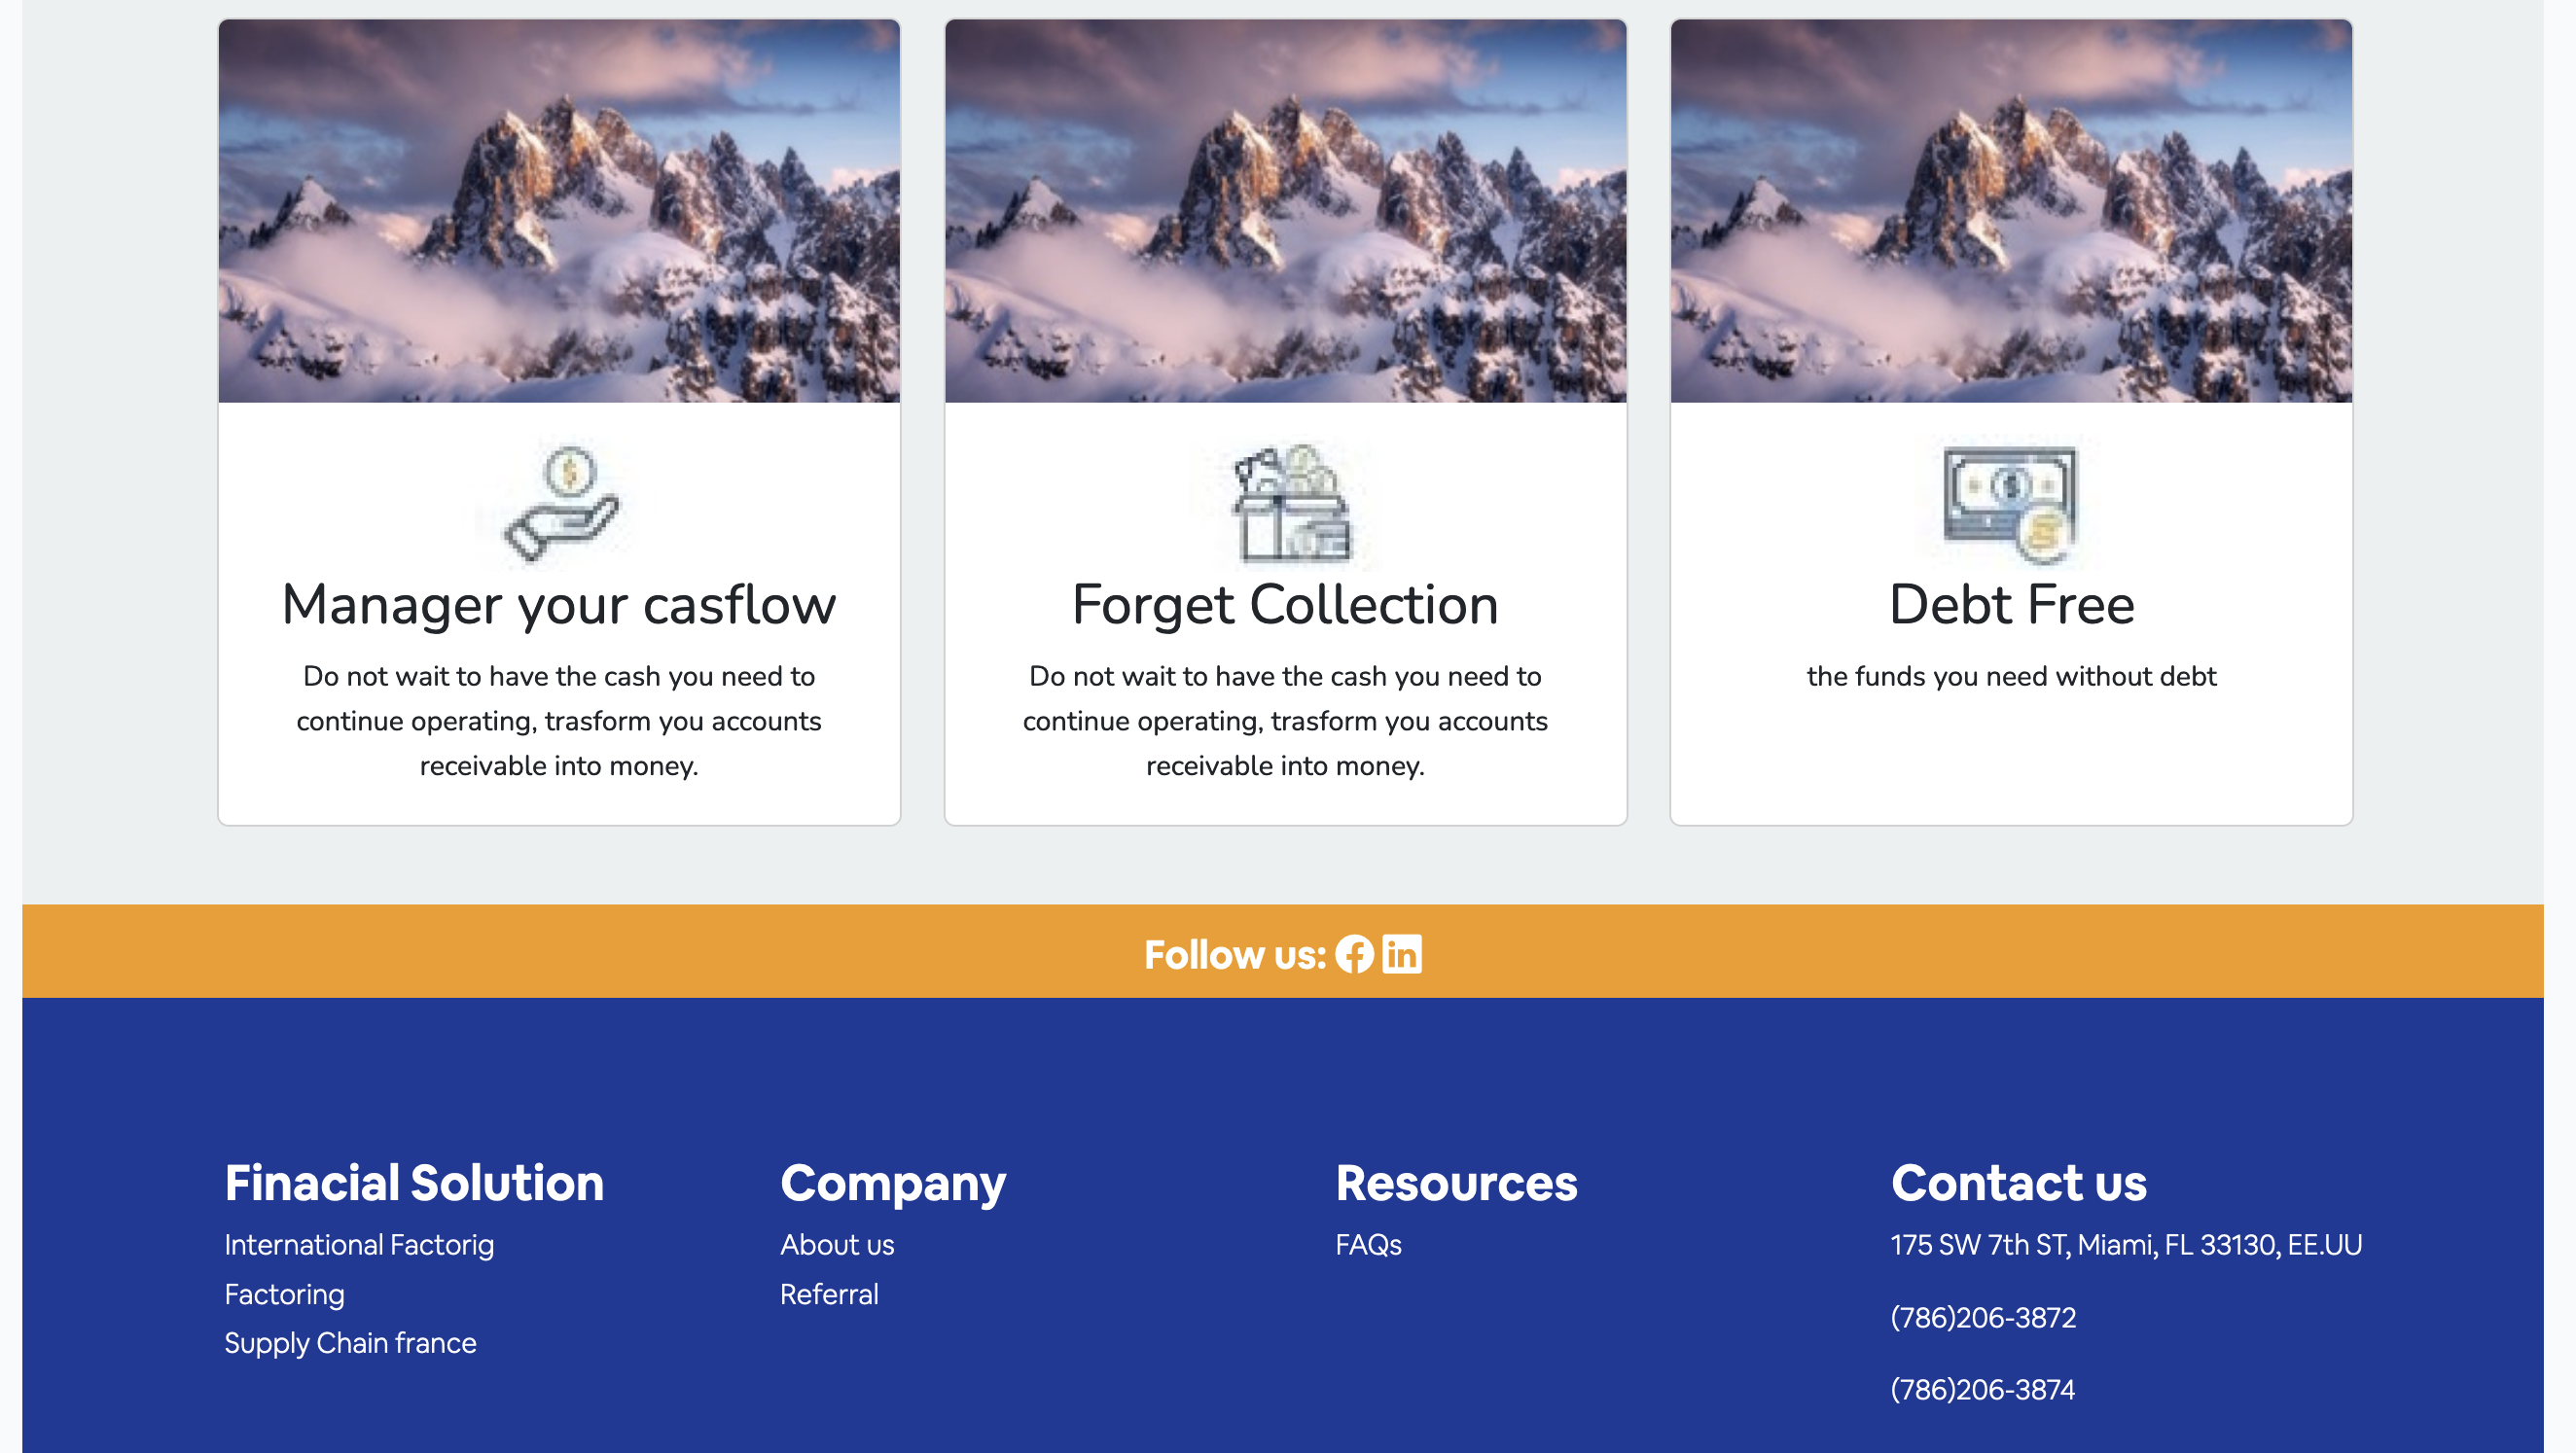 Manager your casflow
Do not wait to have the cash you need to
continue operating, trasform you accounts
receivable into money.
Forget Collection
Do not wait to have the cash you need to
continue operating, trasform you accounts
receivable into money.
Debt Free
the funds you need without debt
Follow us:
Finacial Solution
International Factorig
Factoring
Supply Chain france
Company
About us
Referral
Resources
FAQs
Contact us
175 SW 7th ST, Miami, FL 33130, EE.UU
(786)206-3872
(786)206-3874